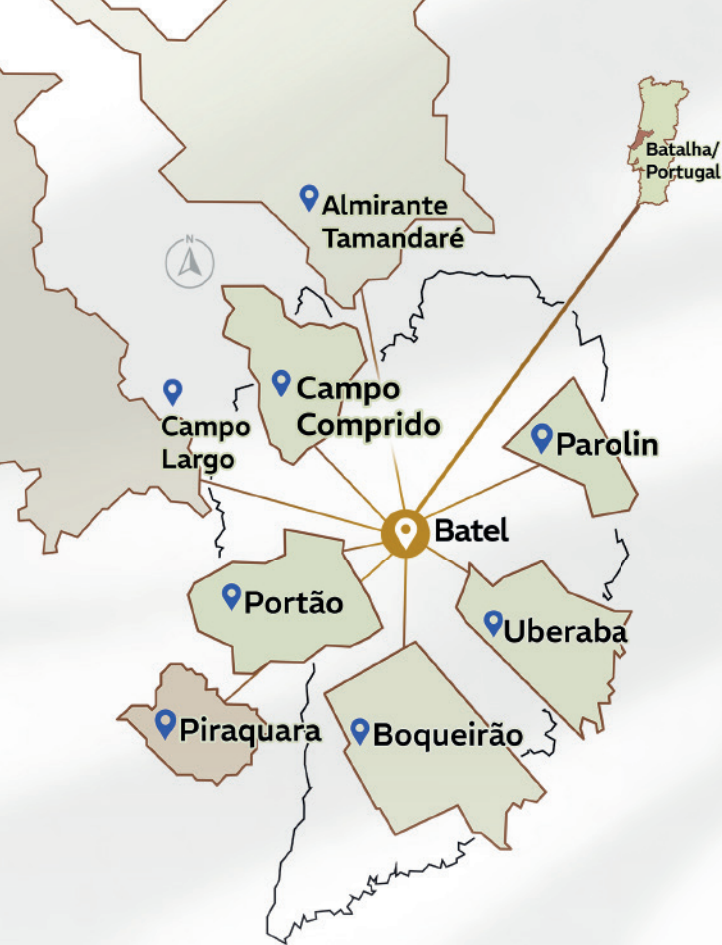 N
Batalha/
Portugal
Almirante
Tamandaré
Campo
Comprido
Campo
Largo
Parolin
Batel
Portão
Uberaba
Piraquara
Boqueirão